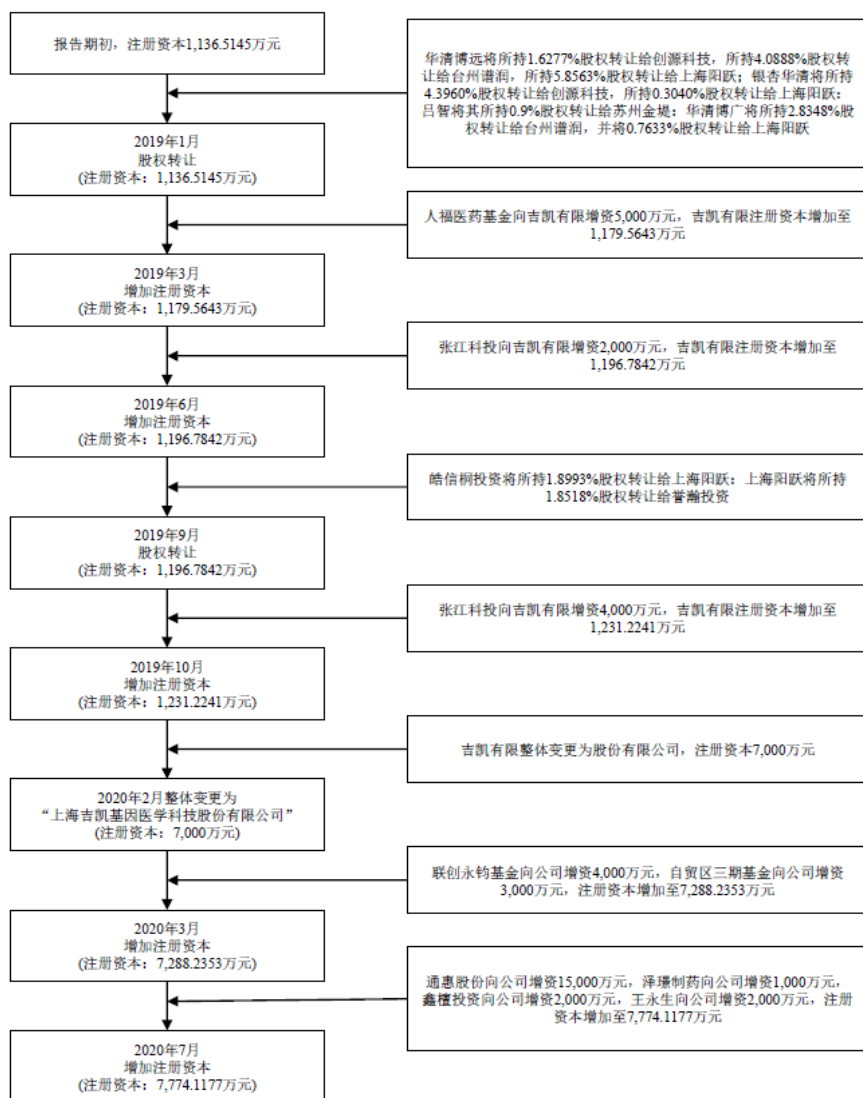 报告期初，注册资本1,136.5145万元
华清博远将所持1.6277%股权转让给创源科技，所持4.0888%股权转
让给台州谱润，所持5.8563%股权转让给上海阳跃；银杏华清将所持
4.3960%股权转让给创源科技，所持0.3040%股权转让给上海阳跃；
吕智将其所持0.9%股权转让给苏州金堤；华清博广将所持2.8348%股
权转让给台州谱润，并将0.7633%股权转让给上海阳跃
2019年1月
股权转让
(注册资本：1,136.5145万元)
人福医药基金向吉凯有限增资5,000万元，吉凯有限注册资本增加至
1,179.5643万元
2019年3月
增加注册资本
(注册资本：1,179.5643万元)
张江科投向吉凯有限增资2,000万元，吉凯有限注册资本增加至
1,196.7842万元
2019年6月
增加注册资本
(注册资本：1,196.7842万元)
皓信桐投资将所持1.8993%股权转让给上海阳跃；上海阳跃将所持
1.8518%股权转让给誉瀚投资
2019年9月
股权转让
(注册资本：1,196.7842万元)
张江科投向吉凯有限增资4,000万元，吉凯有限注册资本增加至
1,231.2241万元
2019年10月
增加注册资本
(注册资本：1,231.2241万元)
吉凯有限整体变更为股份有限公司，注册资本7,000万元
2020年2月整体变更为
“上海吉凯基因医学科技股份有限公司”
(注册资本：7,000万元)
联创永钧基金向公司增资4,000万元，自贸区三期基金向公司增资
3,000万元，注册资本增加至7,288.2353万元
2020年3月
增加注册资本
(注册资本：7,288.2353万元)
通惠股份向公司增资15,000万元，泽璟制药向公司增资1,000万元，
鑫檀投资向公司增资2,000万元，王永生向公司增资2,000万元，注册
资本增加至7,774.1177万元
2020年7月
增加注册资本
(注册资本：7,774.1177万元)